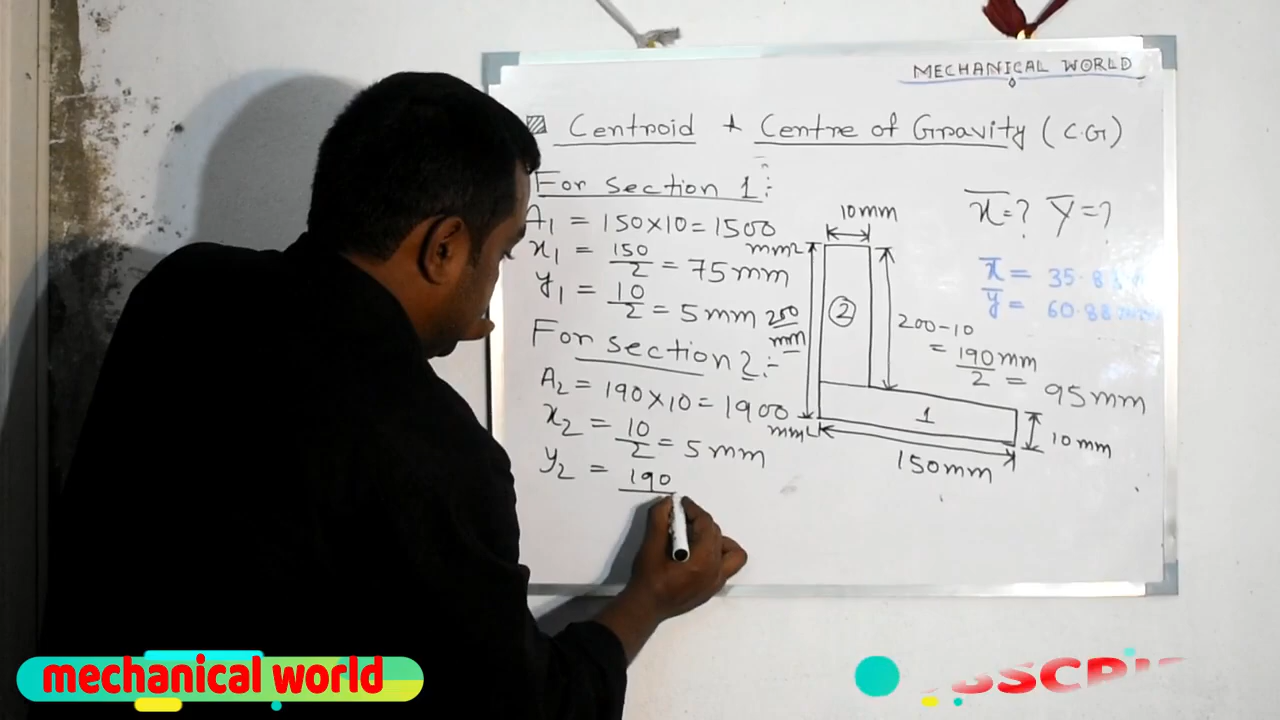 MECHANICAL WORLD
Centroid + Centre of Gravity (C.G)
For section 1:-
A1 = 150×10 = 1500 mm2
x1 = 150/2 = 75 mm
y1 = 10/2 = 5 mm
For section 2:-
A2 = 190×10 = 1900 mm2
x2 = 10/2 = 5 mm
y2 = 190
x̄ = ? ȳ = ?
x̄ = 35.8
ȳ = 60.88
10mm
200 mm
2
200-10
= 190mm/2 = 95mm
1
10mm
150mm
mechanical world